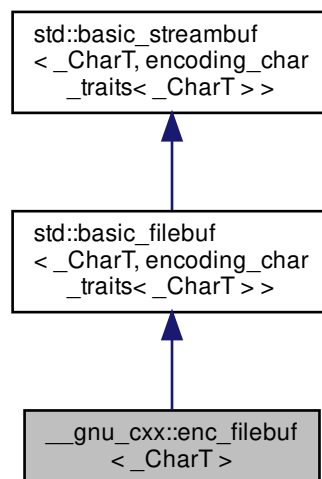 std::basic_streambuf
< _CharT, encoding_char
_traits< _CharT > >
std::basic_filebuf
< _CharT, encoding_char
_traits< _CharT > >
__gnu_cxx::enc_filebuf
< _CharT >